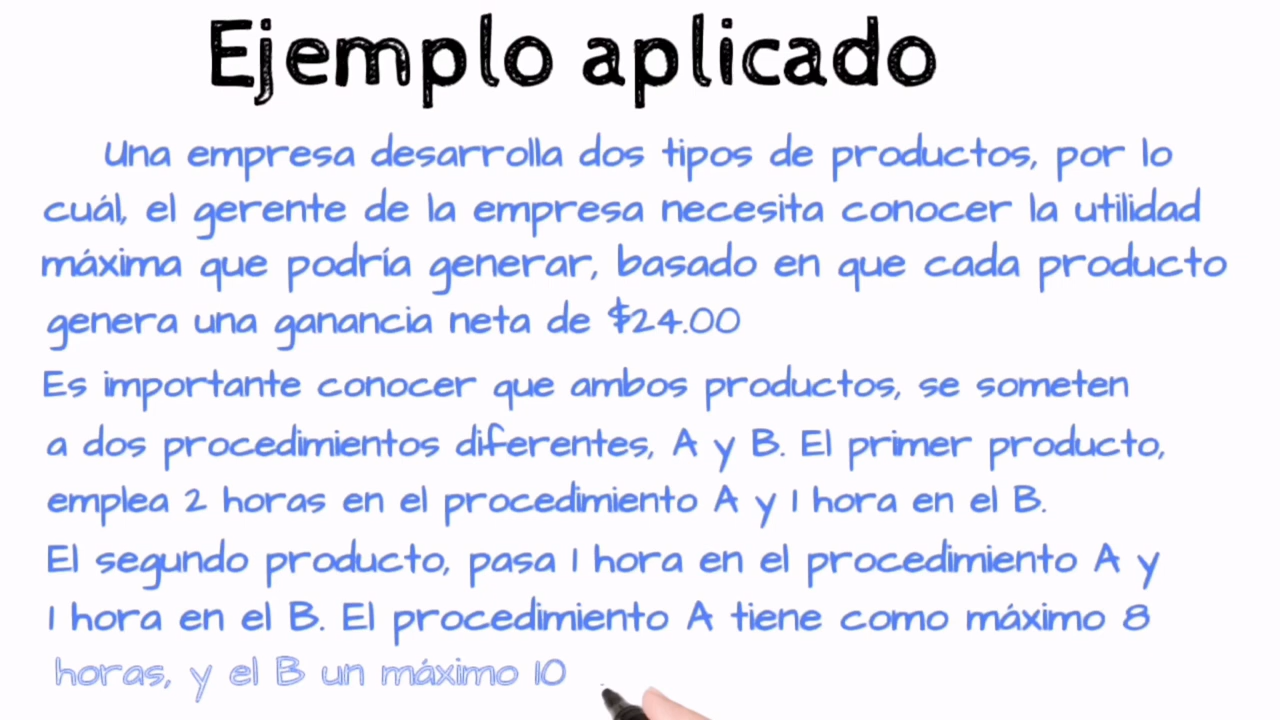 Ejemplo aplicado
Una empresa desarrolla dos tipos de productos, por lo
cuál, el gerente de la empresa necesita conocer la utilidad
máxima que podría generar, basado en que cada producto
genera una ganancia neta de $24.00
Es importante conocer que ambos productos, se someten
a dos procedimientos diferentes, A y B. El primer producto,
emplea 2 horas en el procedimiento A y 1 hora en el B.
El segundo producto, pasa 1 hora en el procedimiento A y
1 hora en el B. El procedimiento A tiene como máximo 8
horas, y el B un máximo 10